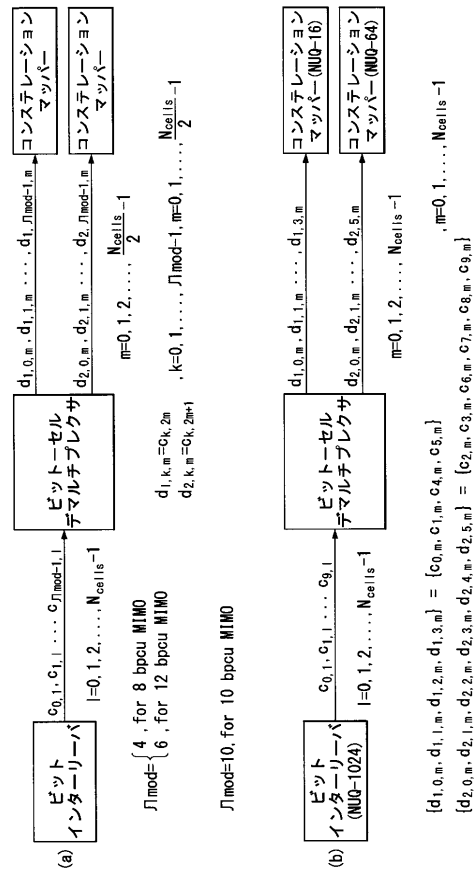 (a)
ビット
インターリーバ
c0,1, c1,l ... c⺆mod-1,l
l=0,1,2,...,Ncells-1
ビットーセル
デマルチプレクサ
d1,0,m, d1,1,m ..., d1,⺆mod-1,m
コンステレーション
マッパー
d2,0,m, d2,1,m ..., d2,⺆mod-1,m
コンステレーション
マッパー
m=0,1,2,...,Ncells/2-1
⺆mod={4, for 8 bpcu MIMO
6, for 12 bpcu MIMO
d1,k,m=ck,2m
d2,k,m=ck,2m+1
, k=0,1,...,⺆mod-1, m=0,1,...,Ncells/2-1
⺆mod=10, for 10 bpcu MIMO
(b)
ビット
インターリーバ
(NUQ-1024)
c0,1, c1,l ... c9,l
l=0,1,2,...,Ncells-1
ビットーセル
デマルチプレクサ
d1,0,m, d1,1,m ..., d1,3,m
コンステレーション
マッパー(NUQ-16)
d2,0,m, d2,1,m ..., d2,5,m
コンステレーション
マッパー(NUQ-64)
m=0,1,2,...,Ncells-1
{d1,0,m, d1,1,m, d1,2,m, d1,3,m} = {c0,m, c1,m, c4,m, c5,m}
{d2,0,m, d2,1,m, d2,2,m, d2,3,m, d2,4,m, d2,5,m} = {c2,m, c3,m, c6,m, c7,m, c8,m, c9,m}
, m=0,1,...,Ncells-1